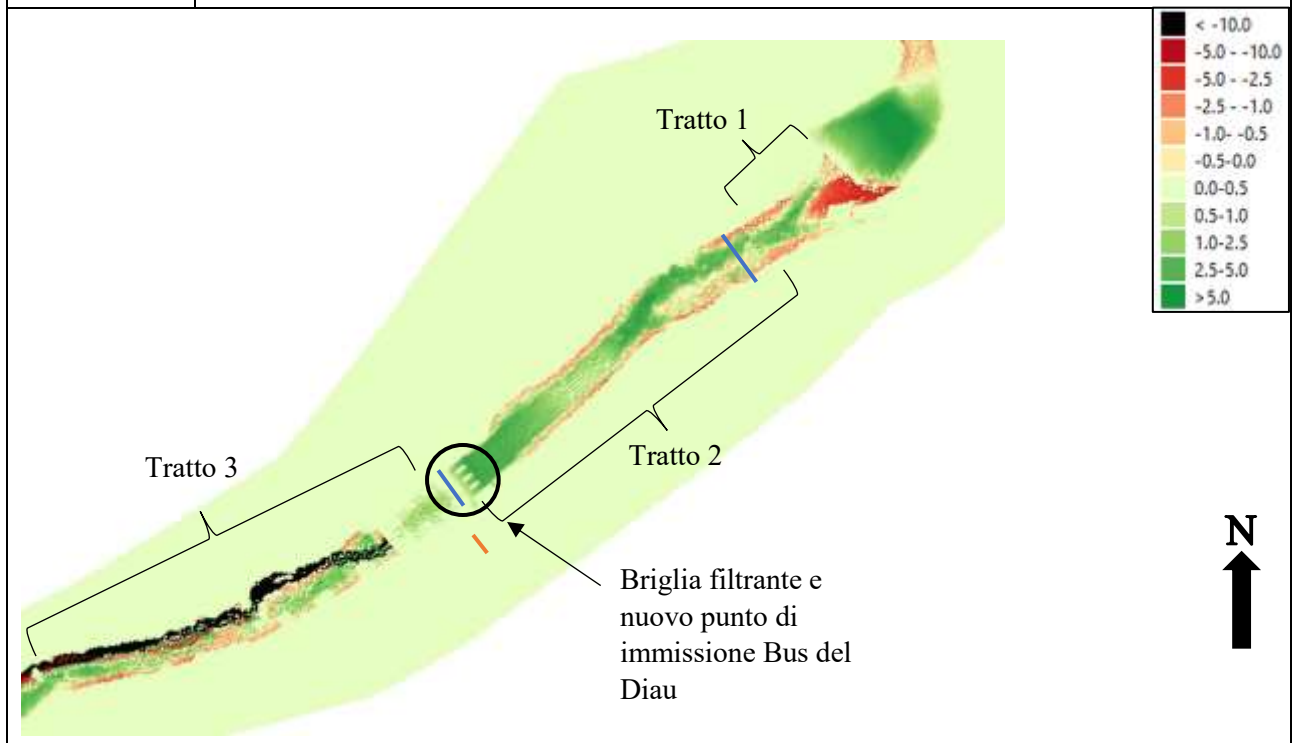 < -10.0
-5.0 - -10.0
-5.0 - -2.5
-2.5 - -1.0
-1.0- -0.5
-0.5-0.0
0.0-0.5
0.5-1.0
1.0-2.5
2.5-5.0
>5.0
Tratto 1
Tratto 2
Tratto 3
Briglia filtrante e
nuovo punto di
immissione Bus del
Diau
N